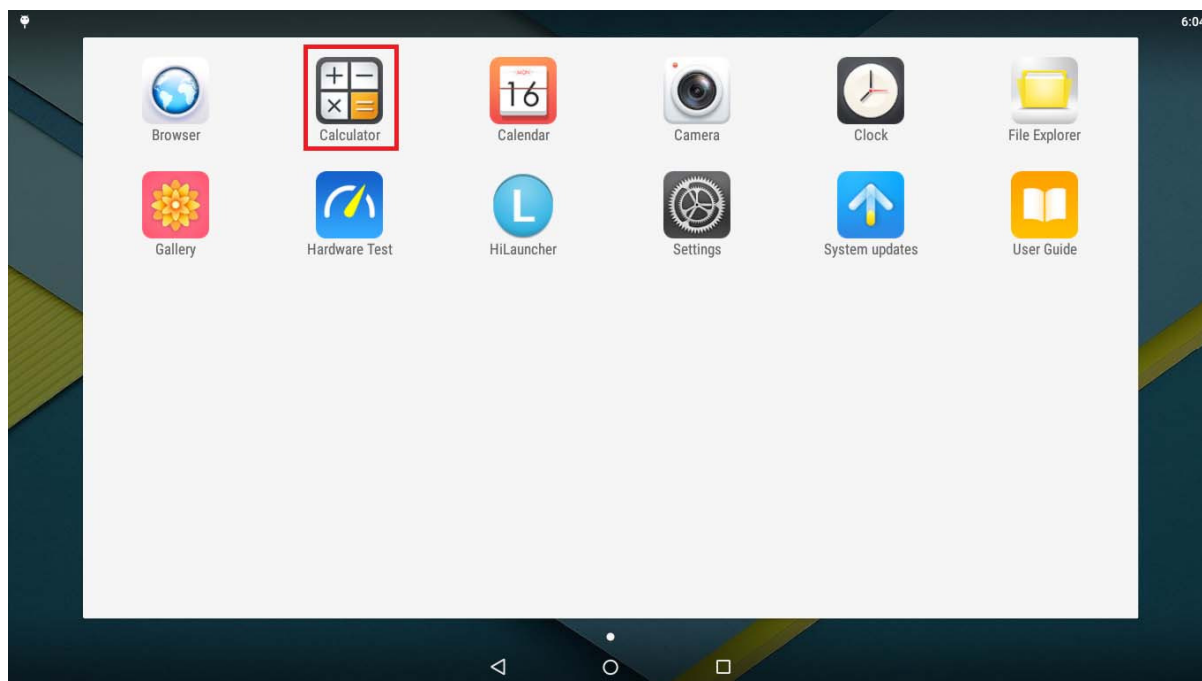 6:04
Browser
Calculator
MON
16
Calendar
Camera
Clock
File Explorer
Gallery
Hardware Test
L
HiLauncher
Settings
System updates
User Guide